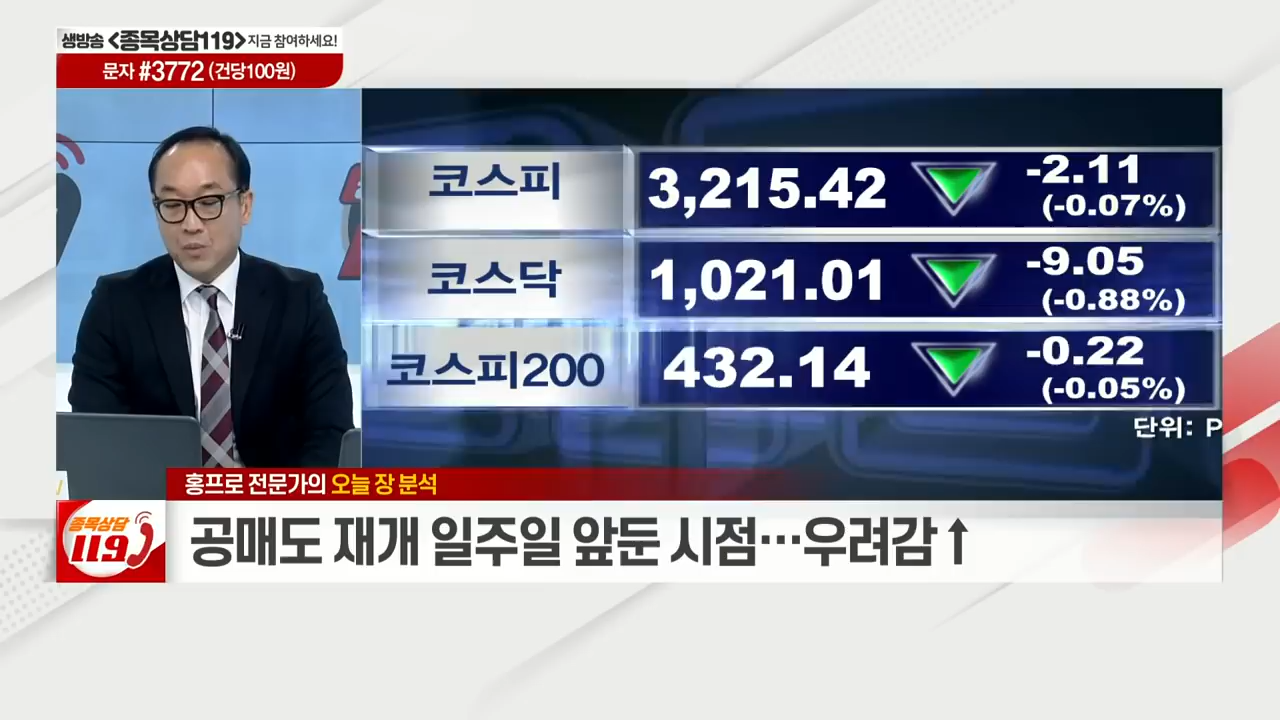 생방송 <종목상담119> 지금 참여하세요!
문자 #3772 (건당100원)
코스피 3,215.42 -2.11
(-0.07%)
코스닥 1,021.01 -9.05
(-0.88%)
코스피200 432.14 -0.22
(-0.05%)
단위: P
홍프로 전문가의 오늘 장 분석
종목상담
119
공매도 재개 일주일 앞둔 시점…우려감↑